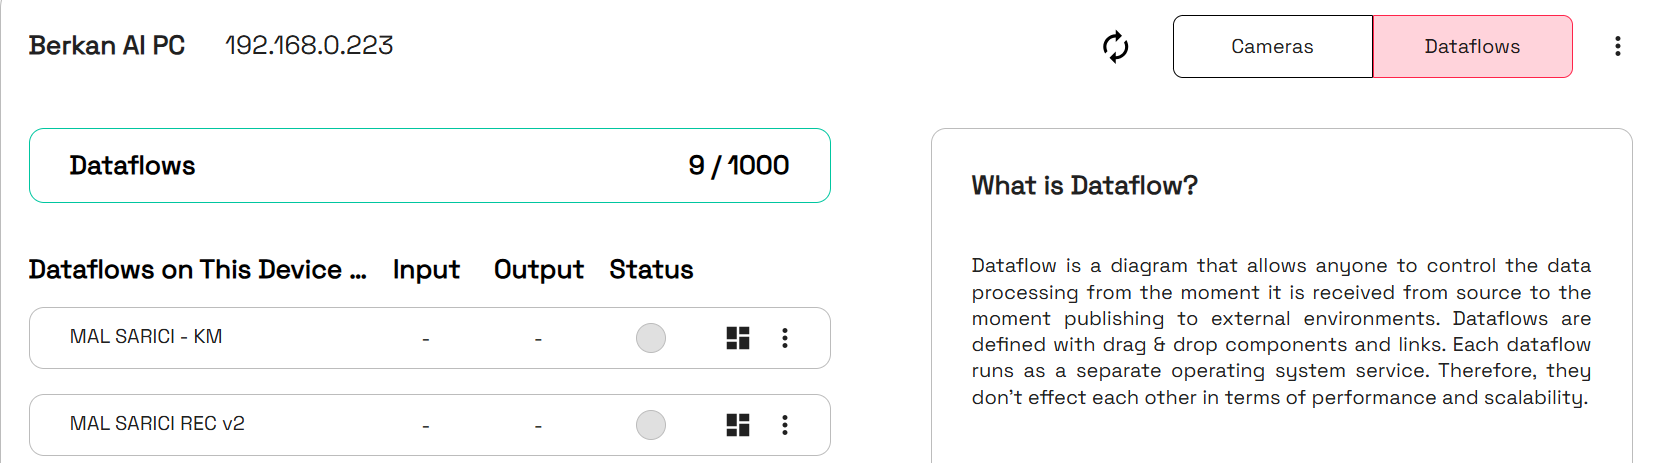 Berkan AI PC 192.168.0.223
Cameras
Dataflows
Dataflows 9 / 1000
Dataflows on This Device ... Input Output Status
MAL SARICI - KM - -
MAL SARICI REC v2 - -
What is Dataflow?
Dataflow is a diagram that allows anyone to control the data
processing from the moment it is received from source to the
moment publishing to external environments. Dataflows are
defined with drag & drop components and links. Each dataflow
runs as a separate operating system service. Therefore, they
don't effect each other in terms of performance and scalability.